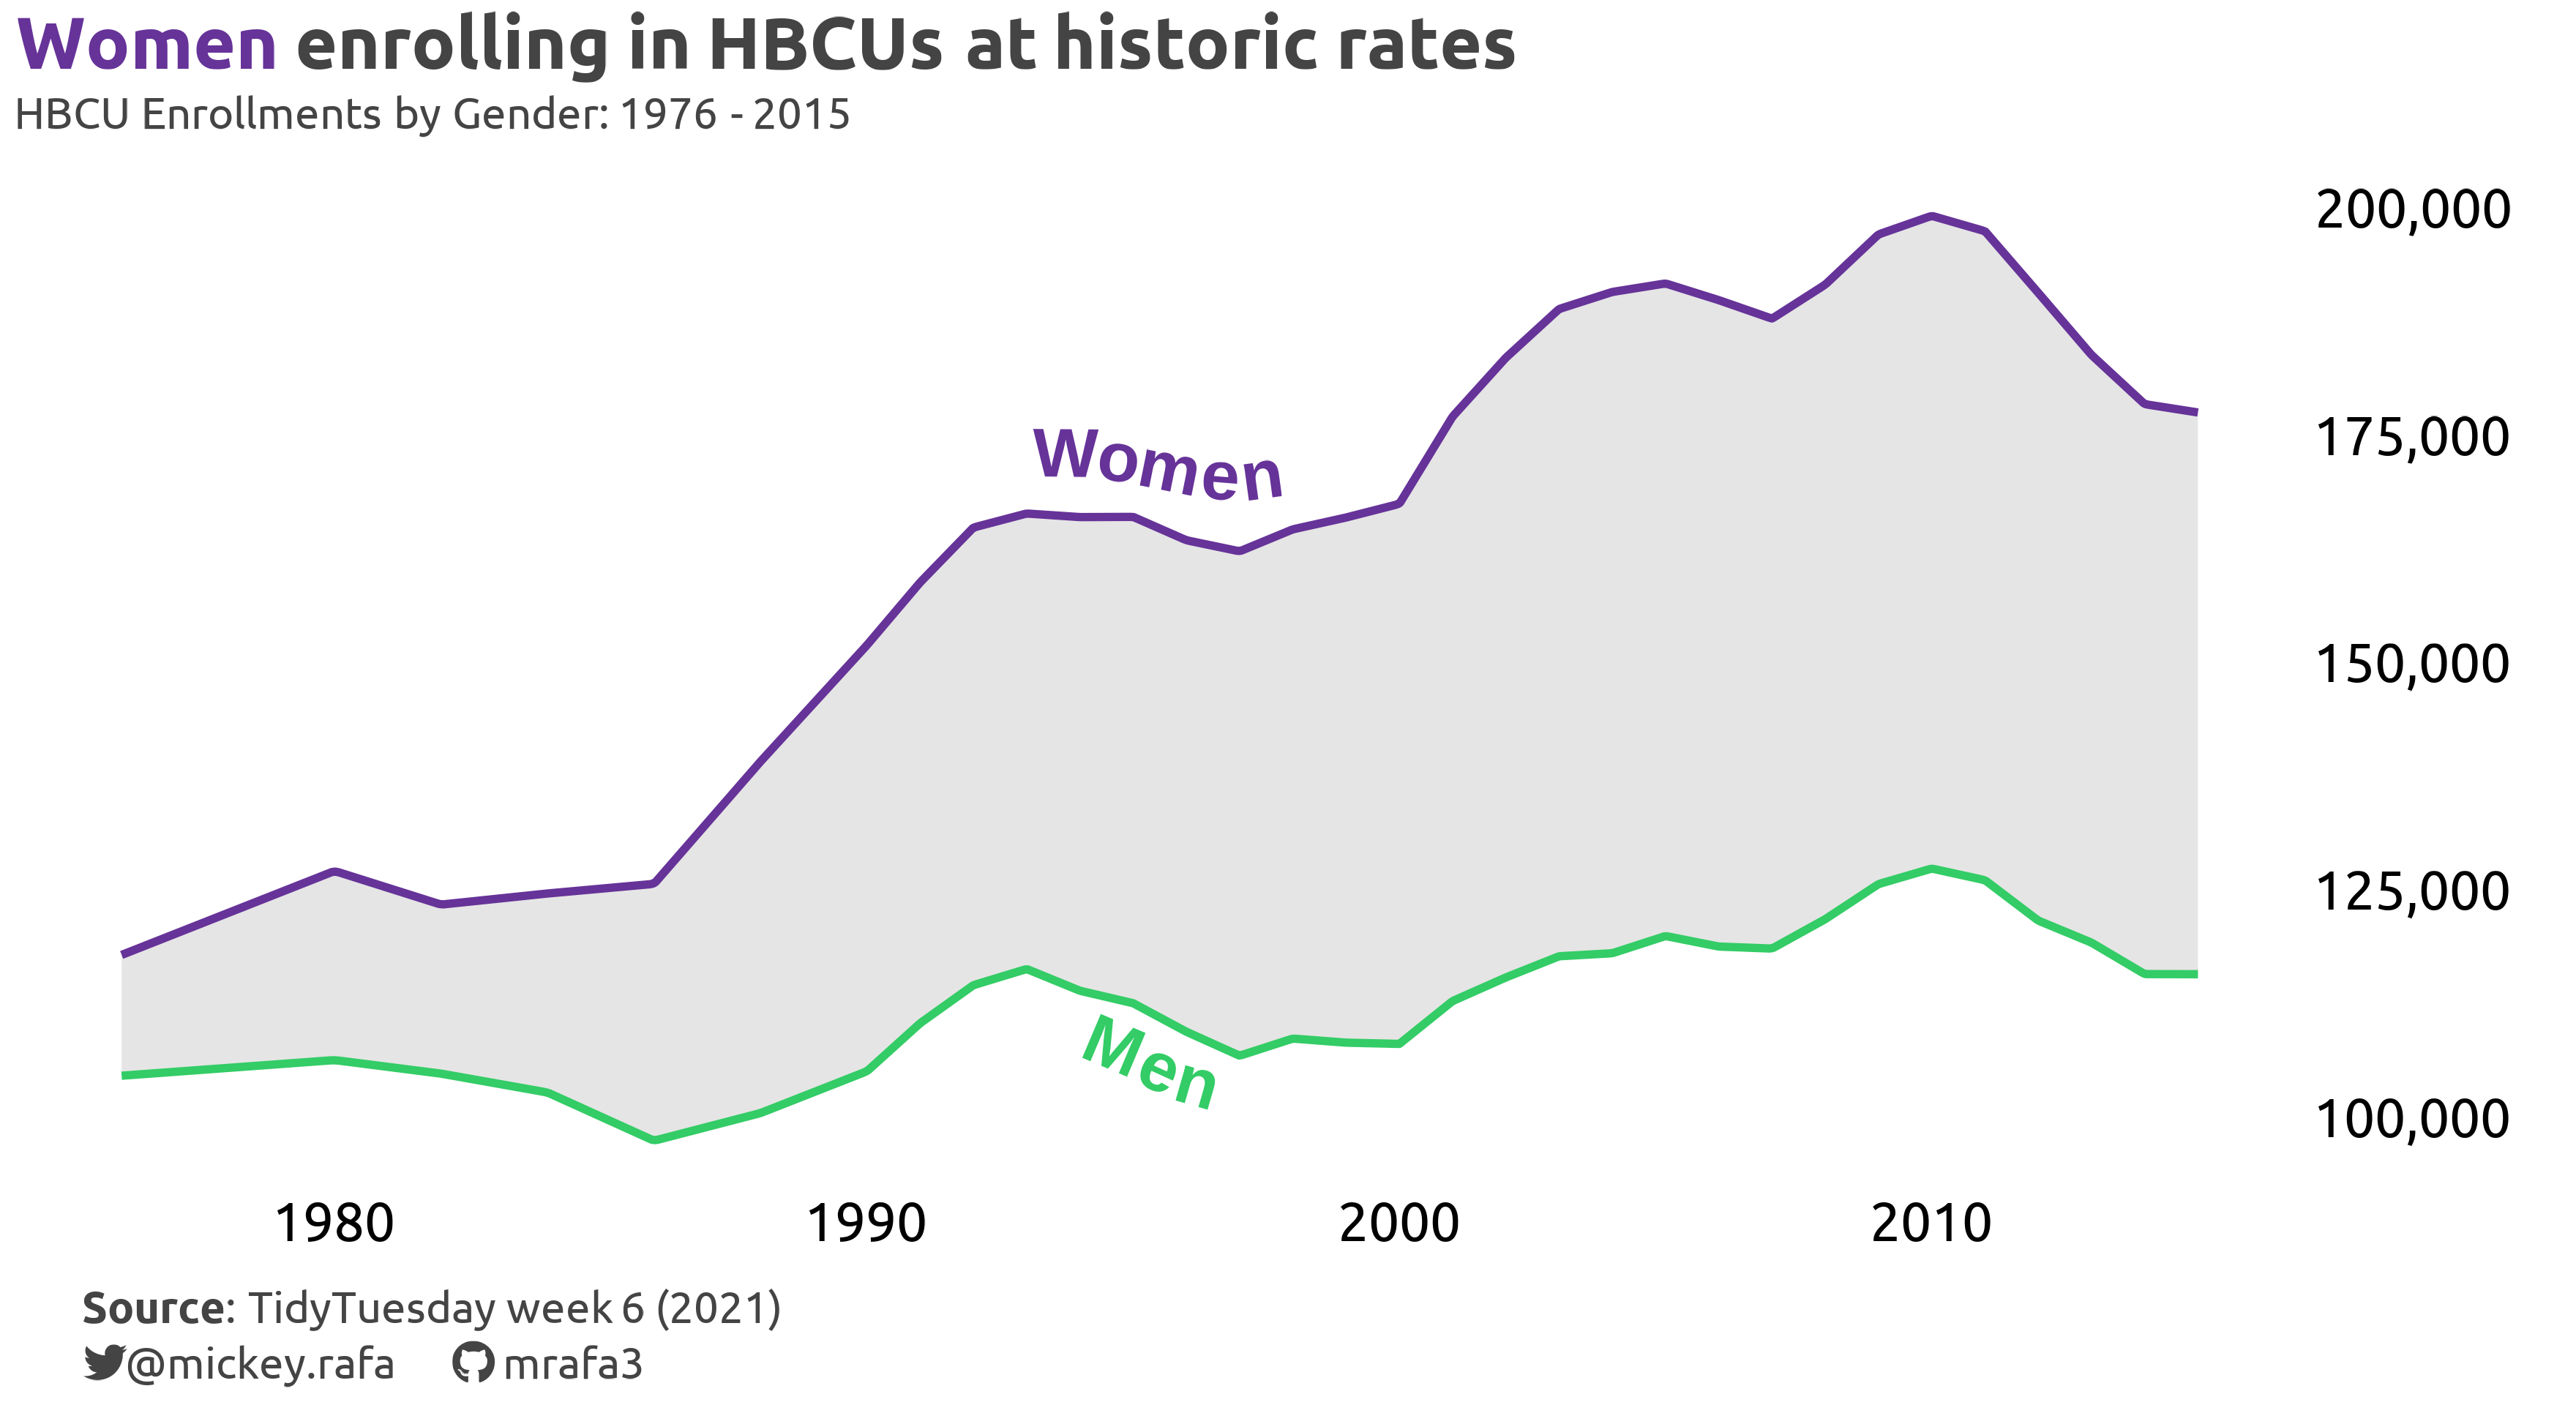 Women enrolling in HBCUs at historic rates
HBCU Enrollments by Gender: 1976 - 2015
200,000
175,000
150,000
125,000
100,000
Women
Men
1980 1990 2000 2010
Source: TidyTuesday week 6 (2021)
@mickey.rafa mrafa3